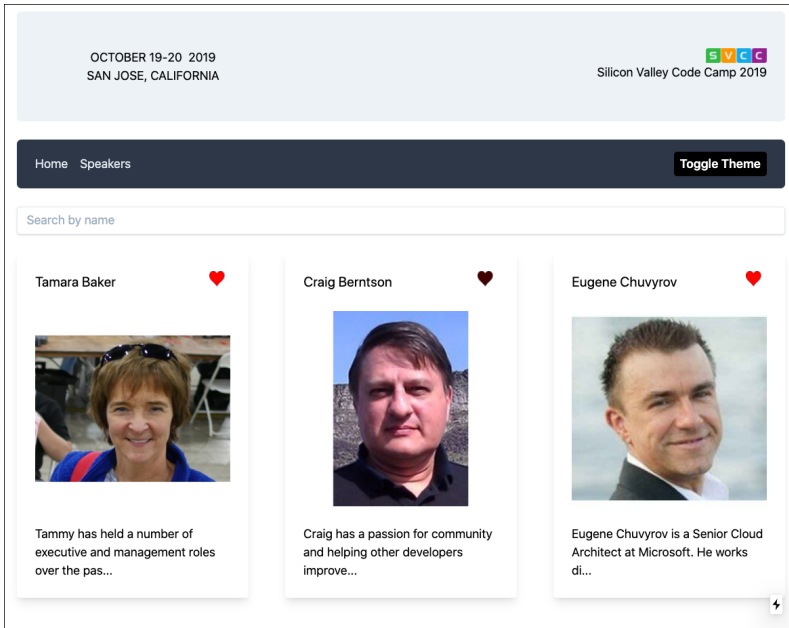 OCTOBER 19-20 2019
SAN JOSE, CALIFORNIA
SVCC
Silicon Valley Code Camp 2019
Home Speakers Toggle Theme
Search by name
Tamara Baker
Craig Berntson
Eugene Chuvyrov
Tammy has held a number of
executive and management roles
over the pas...
Craig has a passion for community
and helping other developers
improve...
Eugene Chuvyrov is a Senior Cloud
Architect at Microsoft. He works
di...